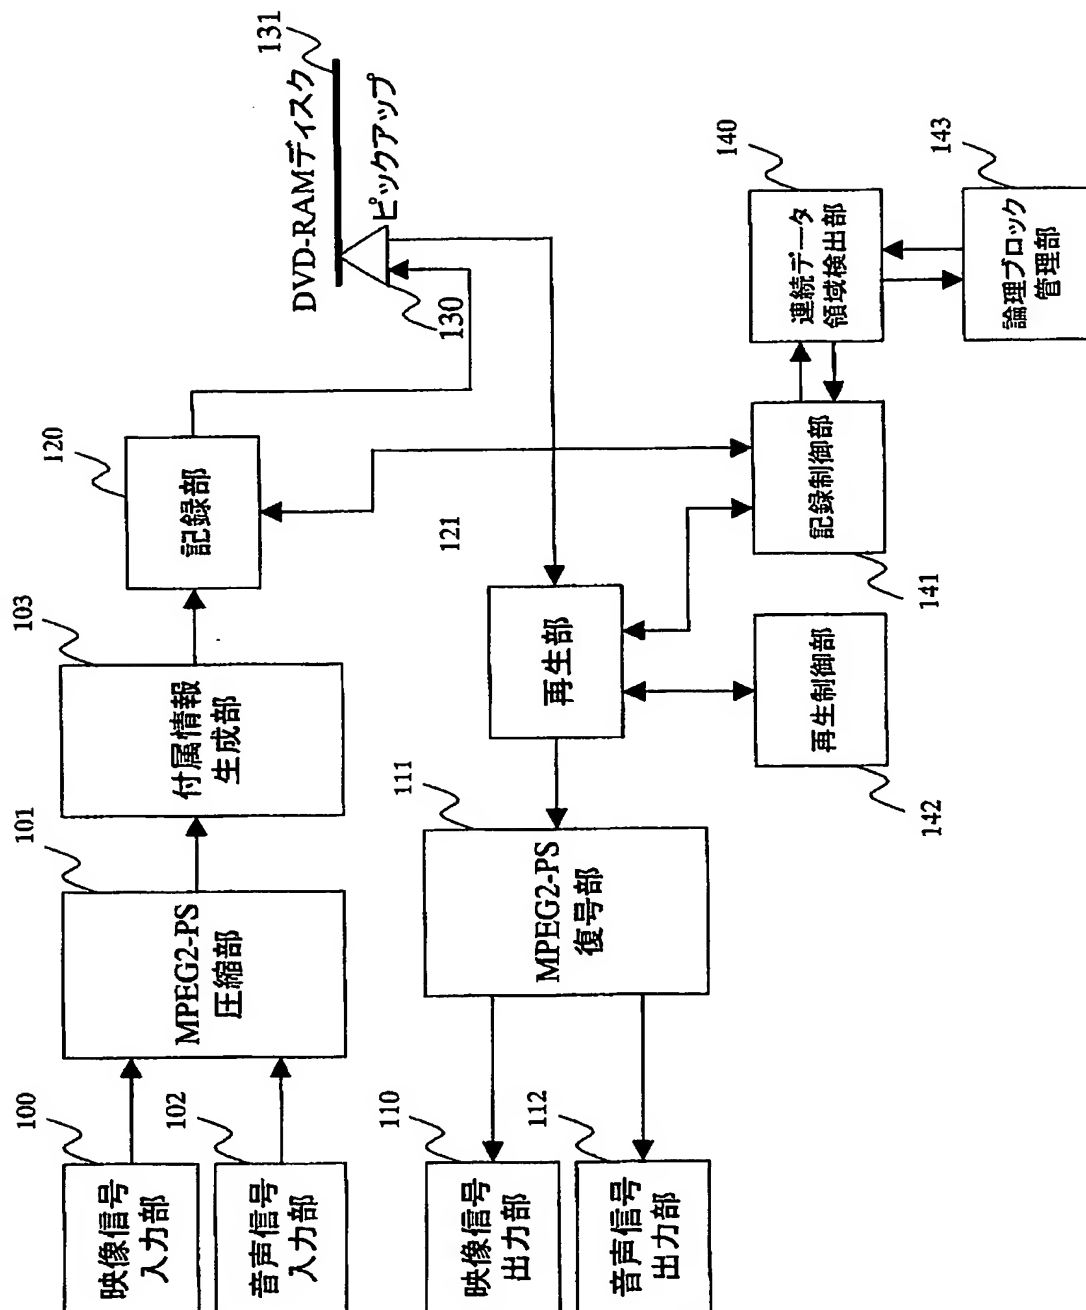 100
映像信号
入力部
102
音声信号
入力部
101
MPEG2-PS
圧縮部
103
付属情報
生成部
120
記録部
131
DVD-RAMディスク
ピックアップ
130
110
映像信号
出力部
112
音声信号
出力部
111
MPEG2-PS
復号部
121
再生部
142
再生制御部
141
記録制御部
140
連続データ
領域検出部
143
論理ブロック
管理部